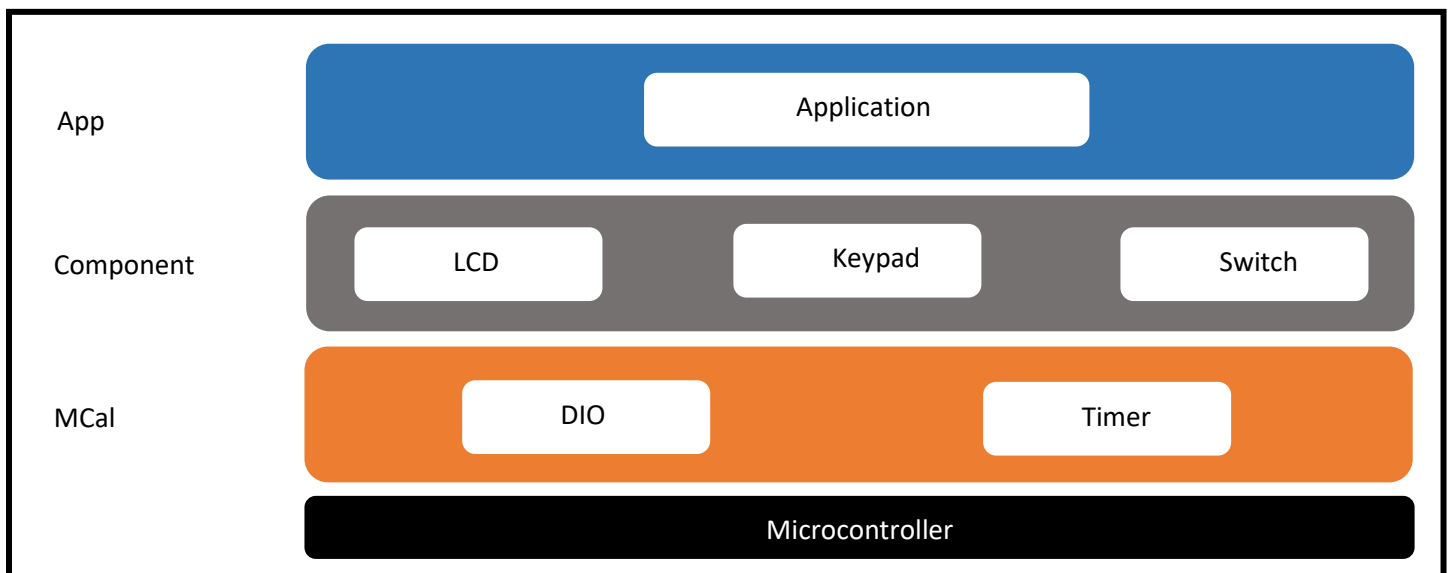 App
Application
Component
LCD
Keypad
Switch
MCal
DIO
Timer
Microcontroller